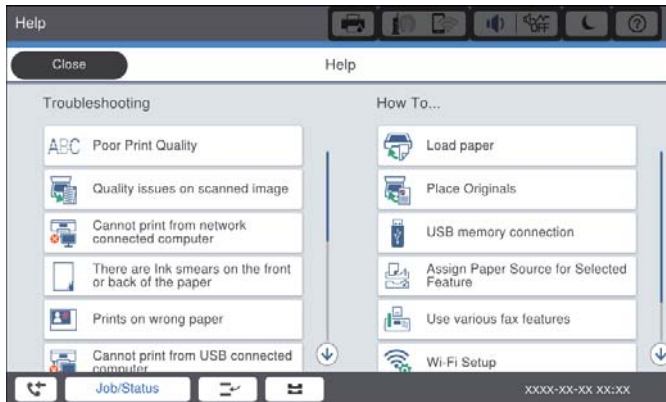 Help
OFF
Close
Help
Troubleshooting
How To...
ABC
Poor Print Quality
Load paper
Quality issues on scanned image
Place Originals
Cannot print from network
connected computer
USB memory connection
There are Ink smears on the front
or back of the paper
Assign Paper Source for Selected
Feature
Prints on wrong paper
Use various fax features
Cannot print from USB connected
computer
Wi-Fi Setup
Job/Status
XXXX-XX-XX XX:XX